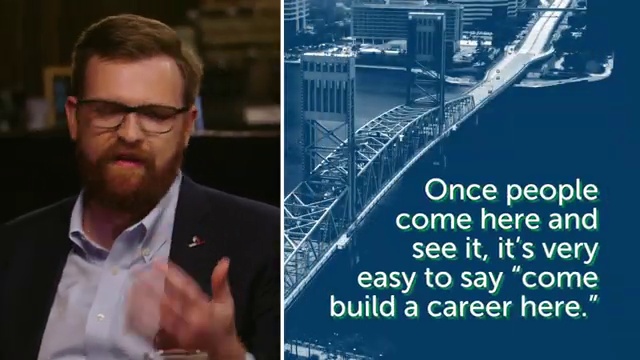 Once people
come here and
see it, it's very
easy to say “come
build a career here.”